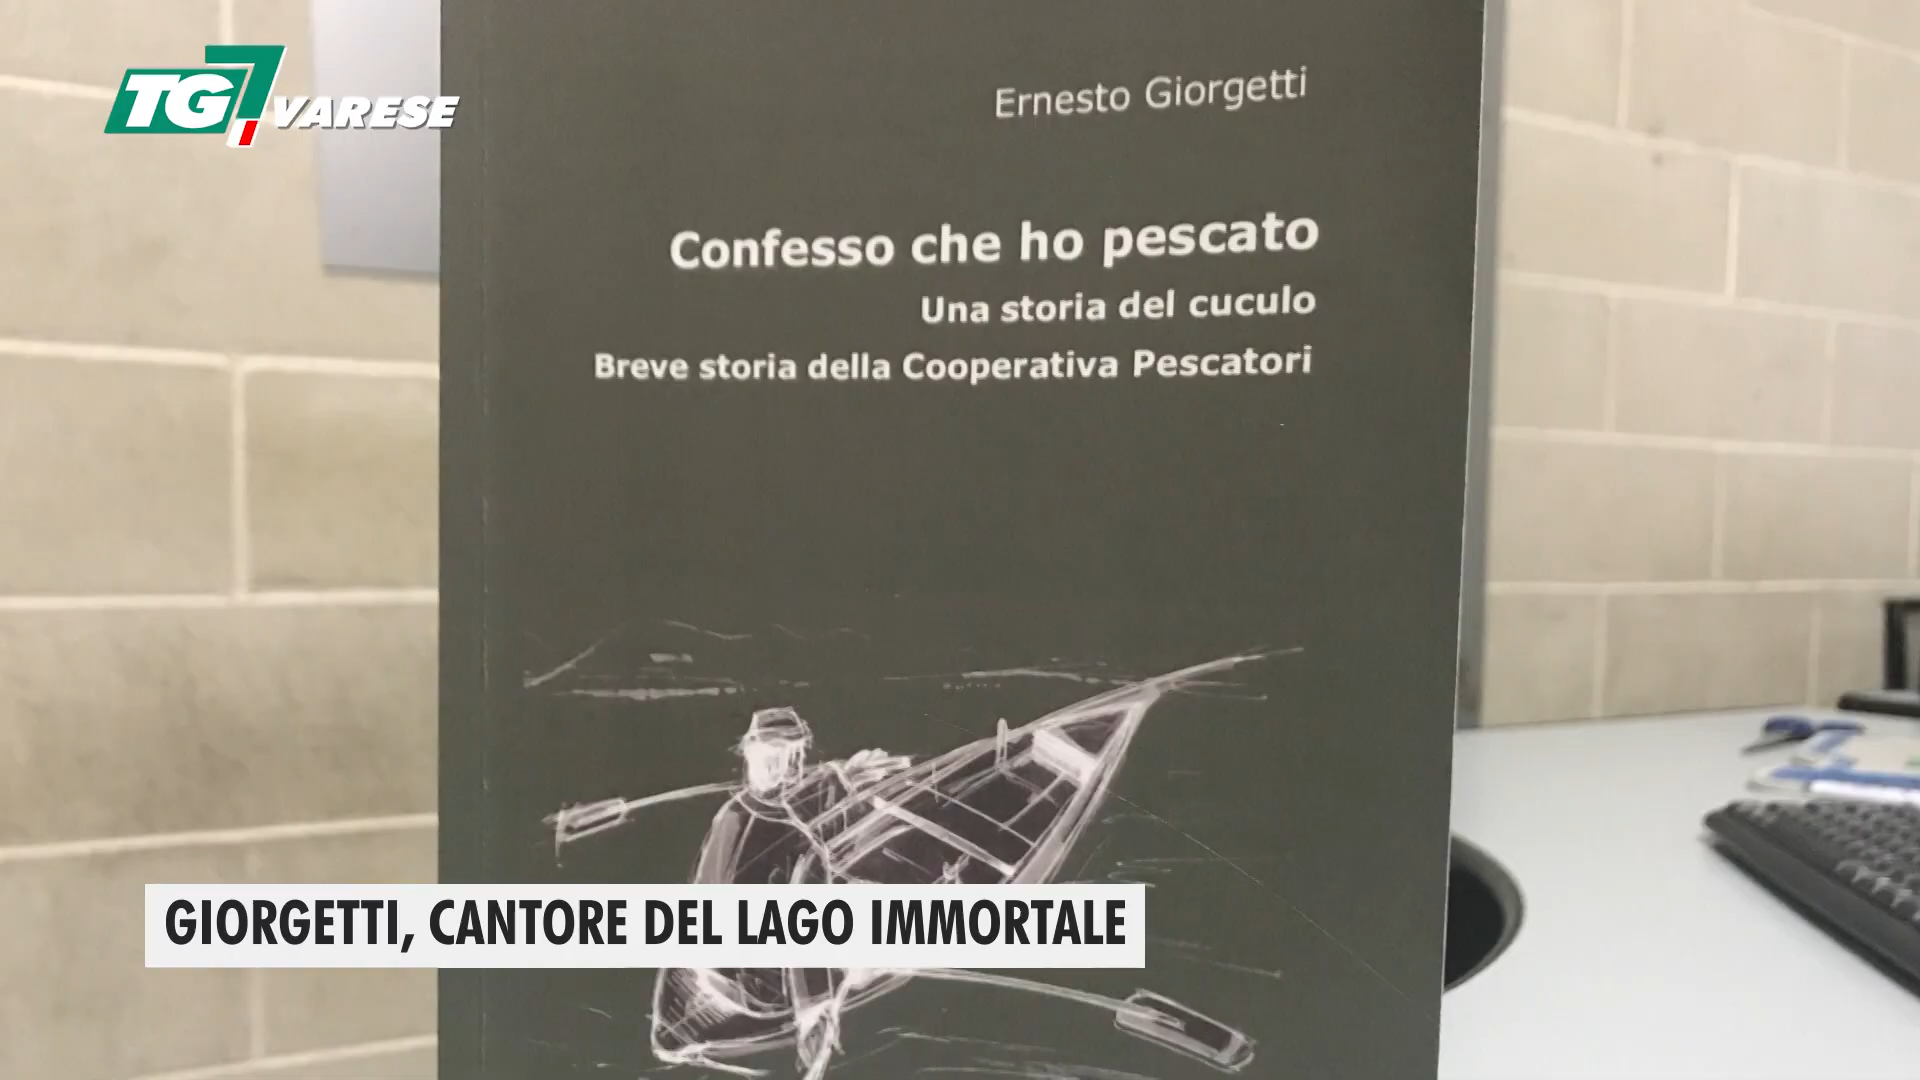 TG7 VARESE
Ernesto Giorgetti
Confesso che ho pescato
Una storia del cuculo
Breve storia della Cooperativa Pescatori
GIORGETTI, CANTORE DEL LAGO IMMORTALE